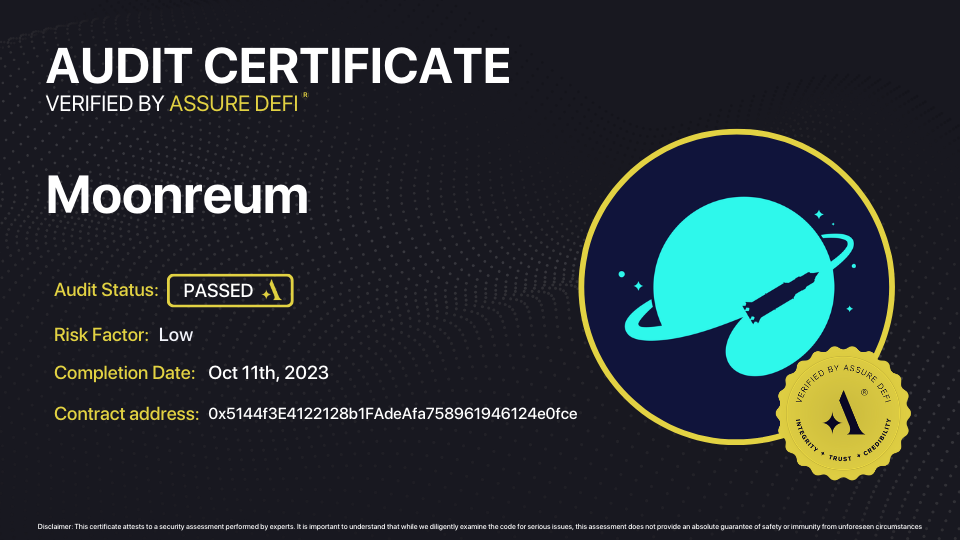 AUDIT CERTIFICATE
VERIFIED BY ASSURE DEFI ®
Moonreum
Audit Status: PASSED
Risk Factor: Low
Completion Date: Oct 11th, 2023
Contract address: 0x5144f3E4122128b1FAdeAfa758961946124e0fce
VERIFIED BY ASSURE DEFI
®
INTEGRITY ✦ TRUST ✦ CREDIBILITY
Disclaimer: This certificate attests to a security assessment performed by experts. It is important to understand that while we diligently examine the code for serious issues, this assessment does not provide an absolute guarantee of safety or immunity from unforeseen circumstances